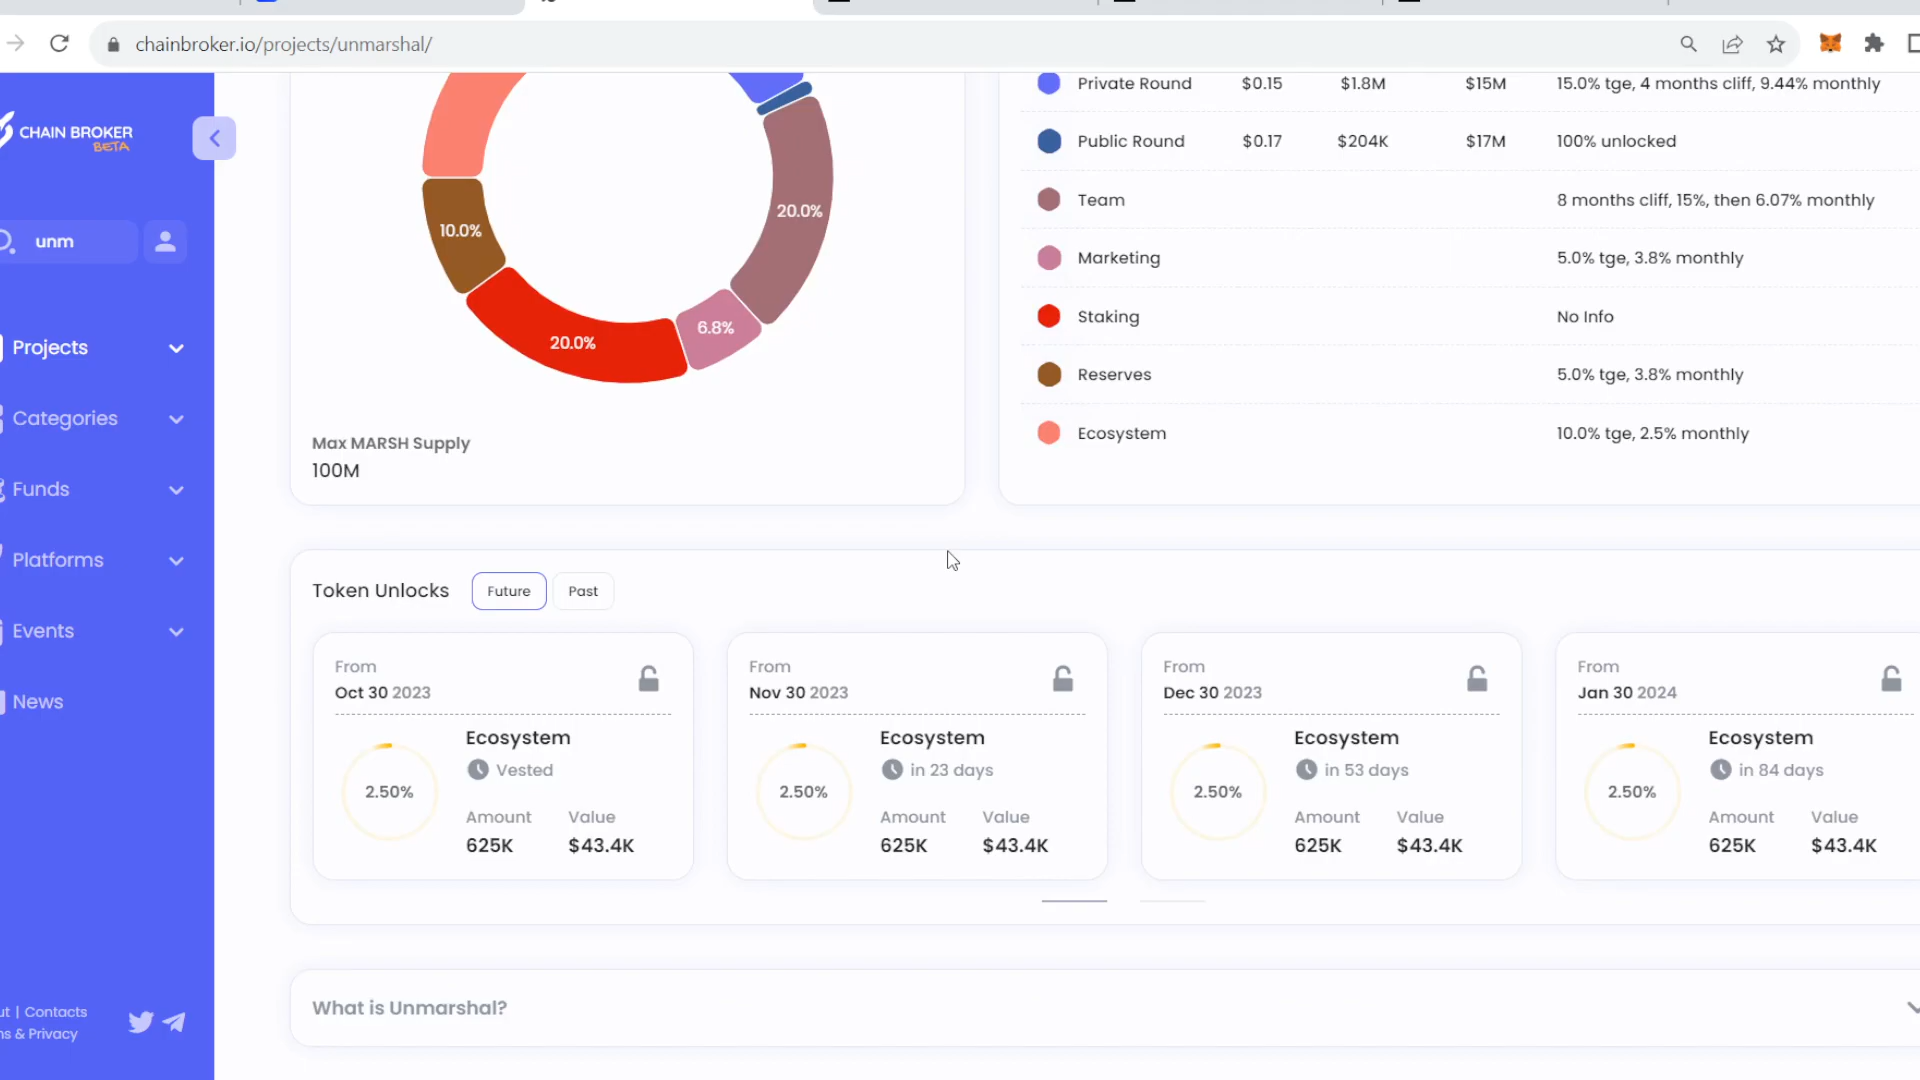 chainbroker.io/projects/unmarshal/
CHAIN BROKER
BETA
unm
Projects
Categories
Funds
Platforms
Events
News
Contacts
& Privacy
20.0%
10.0%
6.8%
20.0%
Max MARSH Supply
100M
Private Round $0.15 $1.8M $15M 15.0% tge, 4 months cliff, 9.44% monthly
Public Round $0.17 $204K $17M 100% unlocked
Team 8 months cliff, 15%, then 6.07% monthly
Marketing 5.0% tge, 3.8% monthly
Staking No Info
Reserves 5.0% tge, 3.8% monthly
Ecosystem 10.0% tge, 2.5% monthly
Token Unlocks Future Past
From
Oct 30 2023
Ecosystem
Vested
2.50%
Amount Value
625K $43.4K
From
Nov 30 2023
Ecosystem
in 23 days
2.50%
Amount Value
625K $43.4K
From
Dec 30 2023
Ecosystem
in 53 days
2.50%
Amount Value
625K $43.4K
From
Jan 30 2024
Ecosystem
in 84 days
2.50%
Amount Value
625K $43.4K
What is Unmarshal?